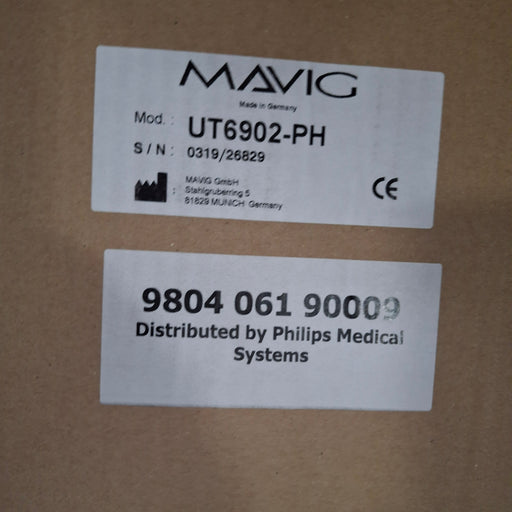 MAVIG
Made in Germany
Mod. : UT6902-PH
S / N : 0319/26829
: MAVIG GmbH
Stahlgruberring 5
81829 MUNICH Germany
CE
9804 061 90009
Distributed by Philips Medical
Systems